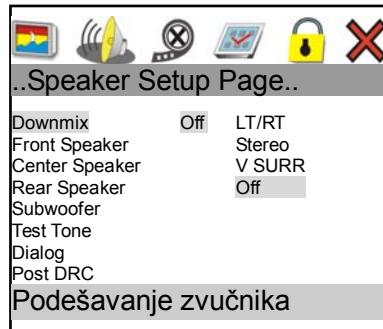 ..Speaker Setup Page..
Downmix Off LT/RT
Front Speaker Stereo
Center Speaker V SURR
Rear Speaker Off
Subwoofer
Test Tone
Dialog
Post DRC
Podešavanje zvučnika